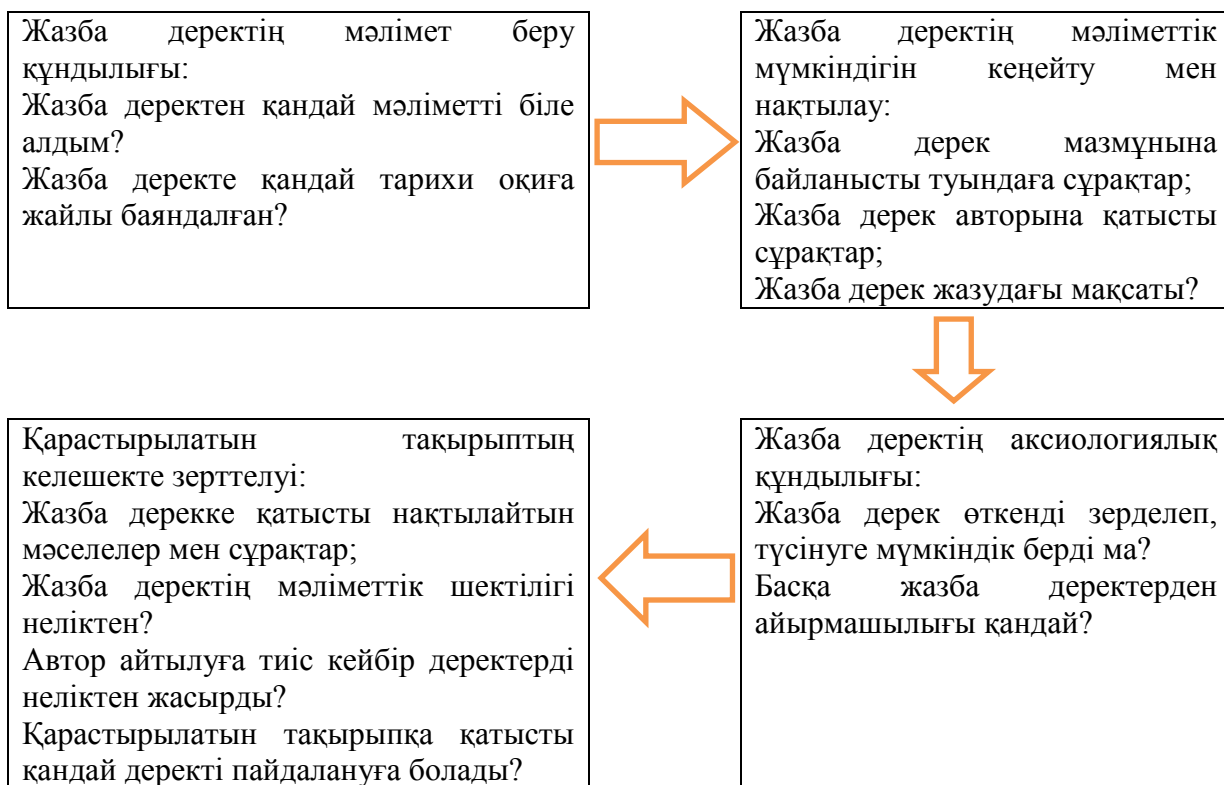 Жазба деректің мәлімет беру
құндылығы:
Жазба деректен қандай мәліметті біле
алдым?
Жазба деректе қандай тарихи оқиға
жайлы баяндалған?
Жазба деректің мәліметтік
мүмкіндігін кеңейту мен
нақтылау:
Жазба дерек мазмұнына
байланысты туындаға сұрақтар;
Жазба дерек авторына қатысты
сұрақтар;
Жазба дерек жазудағы мақсаты?
Жазба деректің аксиологиялық
құндылығы:
Жазба дерек өткенді зерделеп,
түсінуге мүмкіндік берді ма?
Басқа жазба деректерден
айырмашылығы қандай?
Қарастырылатын тақырыптың
келешекте зерттелуі:
Жазба дерекке қатысты нақтылайтын
мәселелер мен сұрақтар;
Жазба деректің мәліметтік шектілігі
неліктен?
Автор айтылуға тиіс кейбір деректерді
неліктен жасырды?
Қарастырылатын тақырыпқа қатысты
қандай деректі пайдалануға болады?